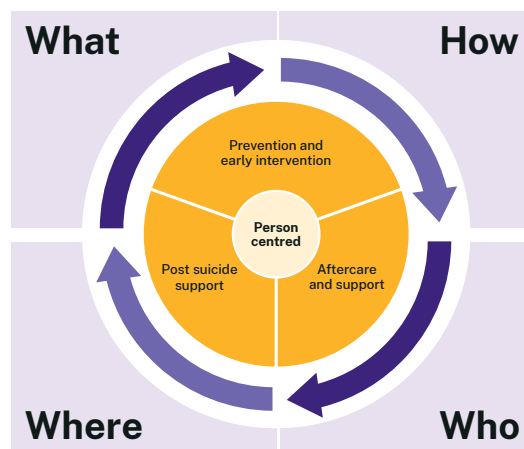 What
How
Prevention and
early intervention
Person
centred
Post suicide
support
Aftercare
and support
Where
Who